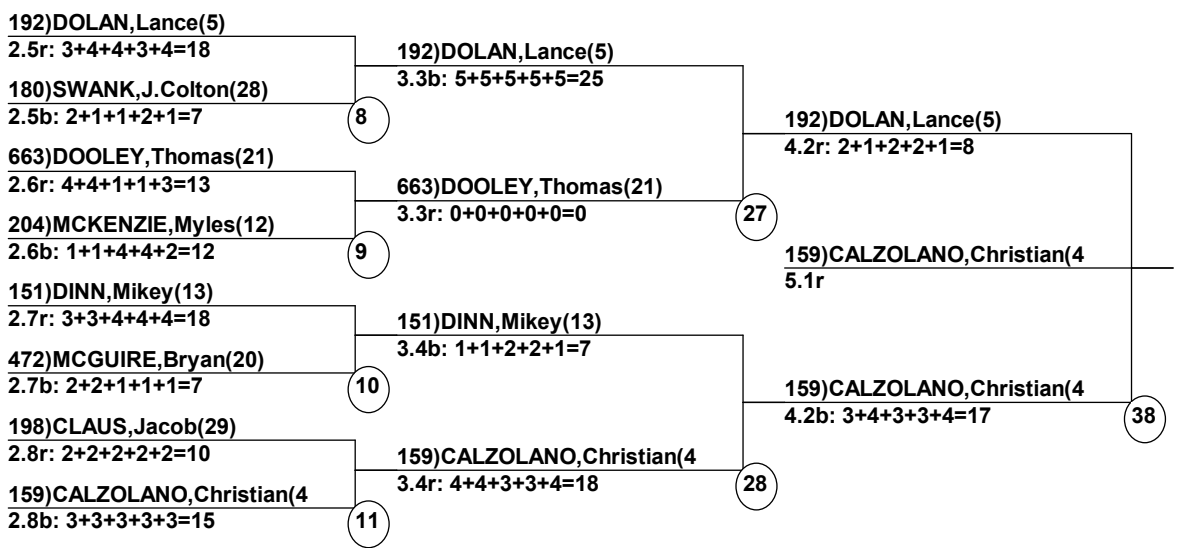 192)DOLAN,Lance(5)
2.5r: 3+4+4+3+4=18
180)SWANK,J.Colton(28)
2.5b: 2+1+1+2+1=7
8
663)DOOLEY,Thomas(21)
2.6r: 4+4+1+1+3=13
204)MCKENZIE,Myles(12)
2.6b: 1+1+4+4+2=12
9
151)DINN,Mikey(13)
2.7r: 3+3+4+4+4=18
472)MCGUIRE,Bryan(20)
2.7b: 2+2+1+1+1=7
10
198)CLAUS,Jacob(29)
2.8r: 2+2+2+2+2=10
159)CALZOLANO,Christian(4
2.8b: 3+3+3+3+3=15
11
192)DOLAN,Lance(5)
3.3b: 5+5+5+5+5=25
663)DOOLEY,Thomas(21)
3.3r: 0+0+0+0+0=0
27
151)DINN,Mikey(13)
3.4b: 1+1+2+2+1=7
159)CALZOLANO,Christian(4
3.4r: 4+4+3+3+4=18
28
192)DOLAN,Lance(5)
4.2r: 2+1+2+2+1=8
159)CALZOLANO,Christian(4
5.1r
159)CALZOLANO,Christian(4
4.2b: 3+4+3+3+4=17
38